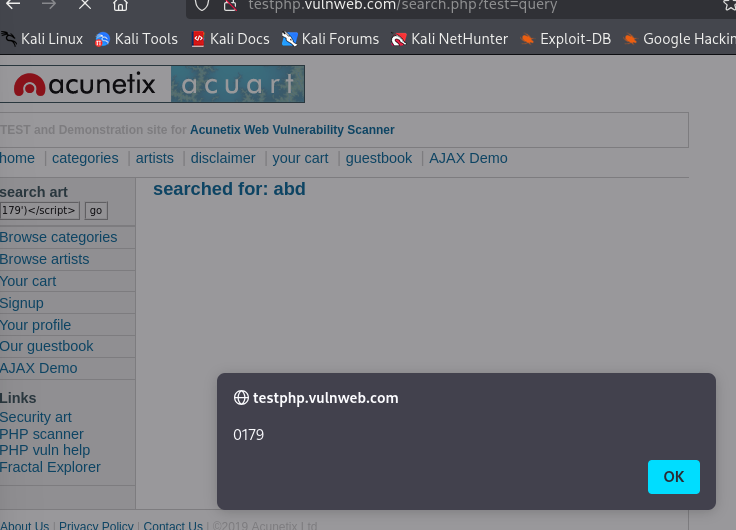 testphp.vulnweb.com/search.php?test=query
Kali Linux Kali Tools Kali Docs Kali Forums Kali NetHunter Exploit-DB Google Hackin
acunetix acuart
TEST and Demonstration site for Acunetix Web Vulnerability Scanner
home | categories | artists | disclaimer | your cart | guestbook | AJAX Demo
search art
179')</script> go
searched for: abd
Browse categories
Browse artists
Your cart
Signup
Your profile
Our guestbook
AJAX Demo
Links
Security art
PHP scanner
PHP vuln help
Fractal Explorer
testphp.vulnweb.com
0179
OK
About Us | Privacy Policy | Contact Us | ©2019 Acunetix Ltd